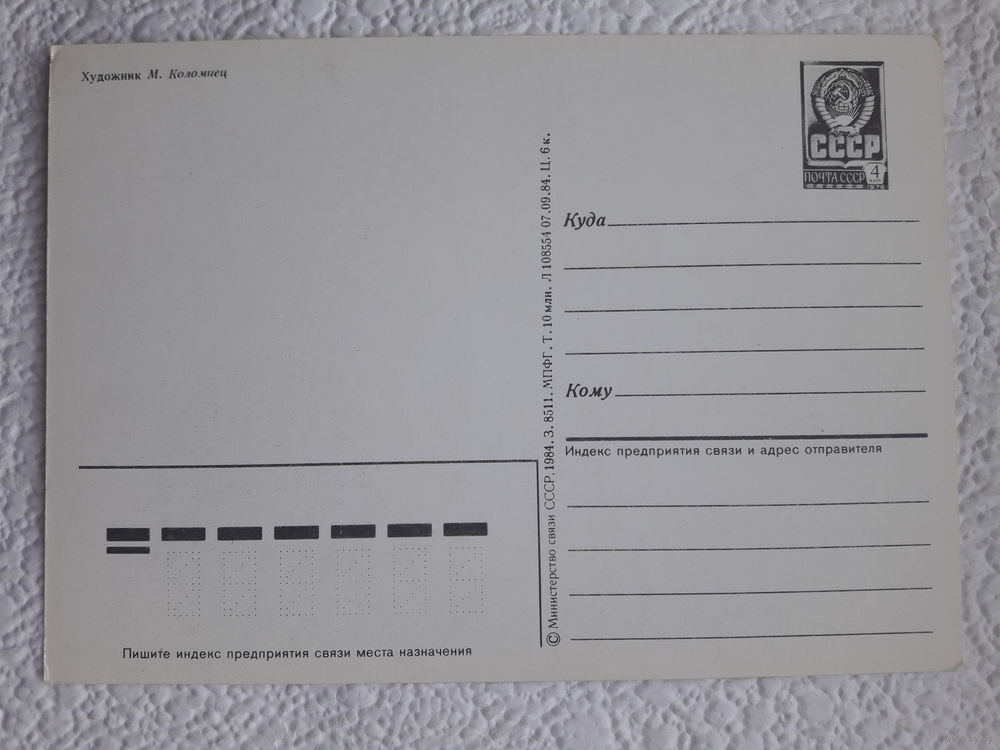 Художник М. Коломиец
СССР
ПОЧТА СССР
4
КОП
1976
© Министерство связи СССР, 1984. З. 8511. МПФГ. Т. 10 млн. Л 108554 07.09.84. Ц. 6 к.
Куда
Кому
Индекс предприятия связи и адрес отправителя
Пишите индекс предприятия связи места назначения